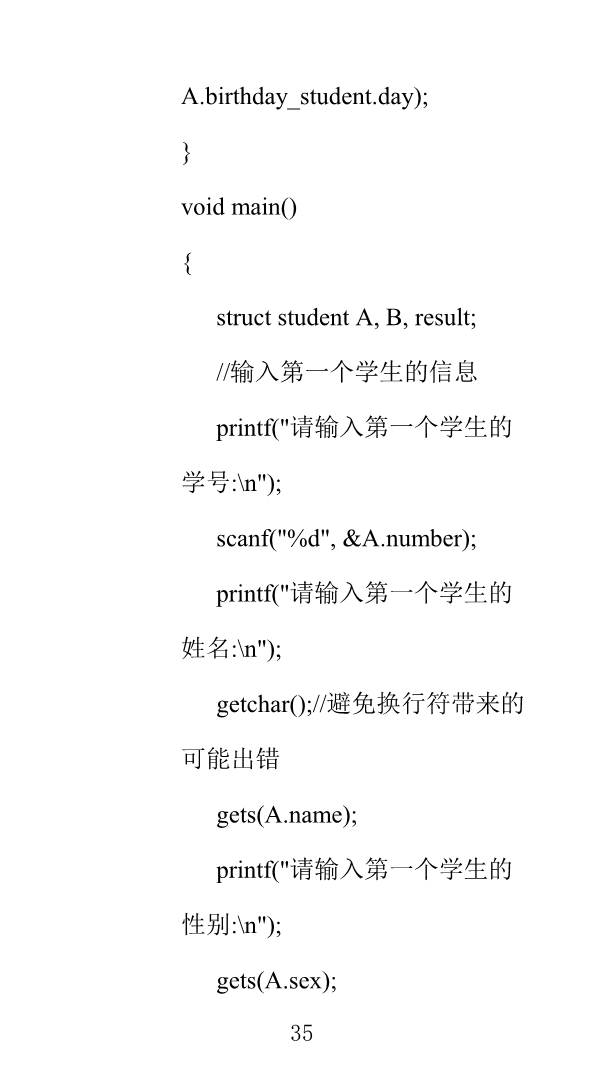 A.birthday_student.day);
}
void main()
{
struct student A, B, result;
//输入第一个学生的信息
printf("请输入第一个学生的
学号:\n");
scanf("%d", &A.number);
printf("请输入第一个学生的
姓名:\n");
getchar();//避免换行符带来的
可能出错
gets(A.name);
printf("请输入第一个学生的
性别:\n");
gets(A.sex);
35